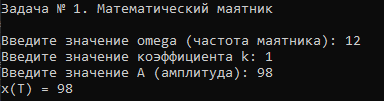 Задача № 1. Математический маятник
Введите значение omega (частота маятника): 12
Введите значение коэффициента k: 1
Введите значение A (амплитуда): 98
x(T) = 98